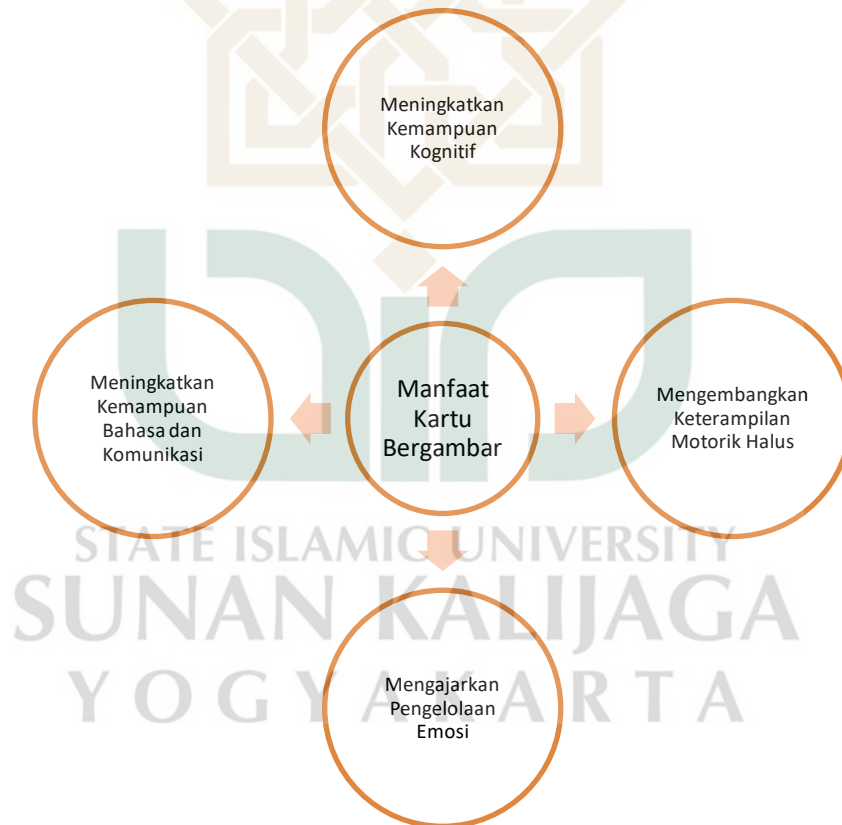 Meningkatkan
Kemampuan
Kognitif
Meningkatkan
Kemampuan
Bahasa dan
Komunikasi
Manfaat
Kartu
Bergambar
Mengembangkan
Keterampilan
Motorik Halus
STATE ISLAMIC UNIVERSITY
SUNAN KALIJAGA
YOGYAKARTA
Mengajarkan
Pengelolaan
Emosi